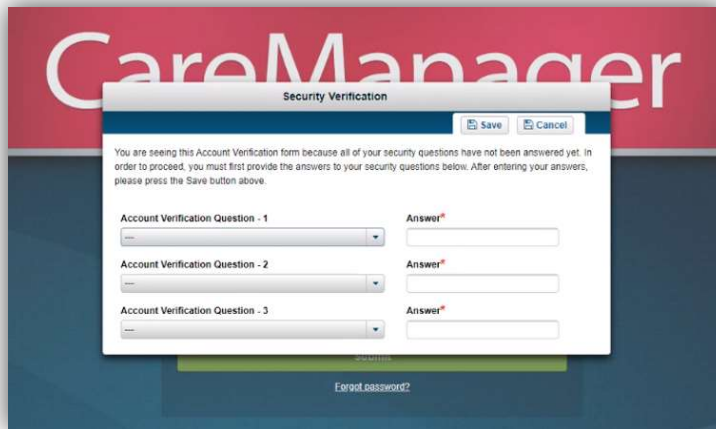 CareManager
Security Verification
Save Cancel
You are seeing this Account Verification form because all of your security questions have not been answered yet. In
order to proceed, you must first provide the answers to your security questions below. After entering your answers,
please press the Save button above.
Account Verification Question - 1 Answer*
---
Account Verification Question - 2 Answer*
---
Account Verification Question - 3 Answer*
---
Submit
Forgot password?